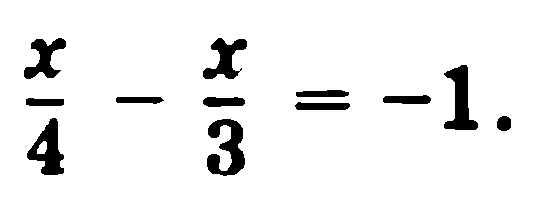 x/4 − x/3 = −1.